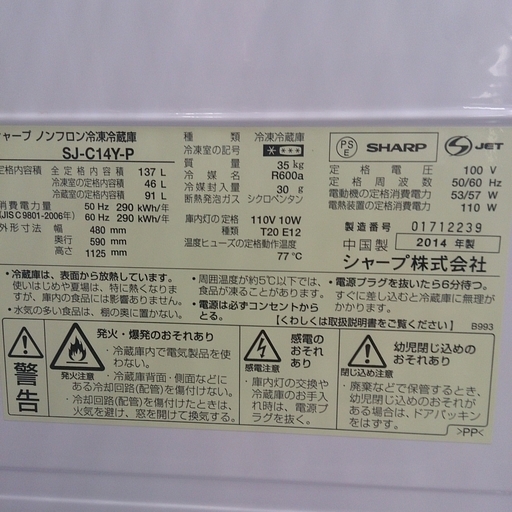 シャープ ノンフロン冷凍冷蔵庫
SJ-C14Y-P
定格内容積 全定格内容積 137 L
冷凍室の定格内容積 46 L
冷蔵室の定格内容積 91 L
消費電力量 50 Hz 290 kWh/年
(JIS C 9801-2006年) 60 Hz 290 kWh/年
外形寸法 幅 480 mm
奥行 590 mm
高さ 1125 mm
種類 冷凍冷蔵庫
冷凍室の記号 ****
質量 35 kg
冷媒名 R600a
冷媒封入量 30 g
断熱発泡ガス シクロペンタン
庫内灯の定格 110V 10W
種類 T20 E12
温度ヒューズの定格動作温度
77 ℃
PS
E
SHARP
S JET
定格電圧 100 V
定格周波数 50/60 Hz
電動機の定格消費電力 53/57 W
電熱装置の定格消費電力 110 W
製造番号 01712239
中国製 2014 年製
シャープ株式会社
• 冷蔵庫は、表面から放熱しています。
使いはじめや夏場は、特に熱くなりま
すが、庫内の食品には影響ありません。
• 水気の多い食品は、棚の奥に置かない。
• 周囲温度が約5℃以下では、
食品が凍ることがあります。
• 電源は必ずコンセントから
とる。
• 電源プラグを抜いたら6分待つ。
すぐに差し込むと冷蔵庫に無理が
かかります。
【くわしくは取扱説明書をご覧ください】
B993
警告
発火注意
発火・爆発のおそれあり
• 冷蔵庫内で電気製品を使
わない。
• 冷蔵庫背面・側面などに
ある冷却回路(配管)を傷付けない。
• 冷却回路(配管)を傷付けたときは、
火気を避け、窓を開けて換気する。
感電注意
感電の
おそれ
あり
• 庫内灯の交換や
冷蔵庫のお手入
れ時は、電源プ
ラグを抜く。
閉じ込め注意
幼児閉じ込めの
おそれあり
• 廃棄などで保管するとき、
幼児閉じ込めのおそれが
ある場合は、ドアパッキン
をはずす。
>PP<